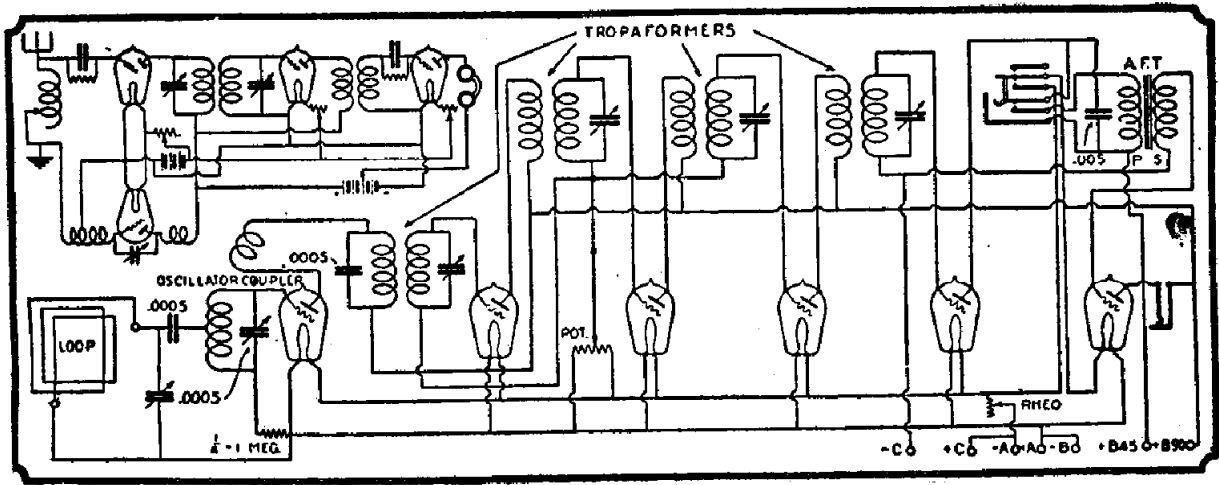 TROPAFORMERS
A.F.T.
.005
P S
.0005
OSCILLATOR COUPLER
.0005
LOOP
POT.
.0005
RHEO
1/4 - 1 MEG.
-C +C -A +A -B +B45 +B90